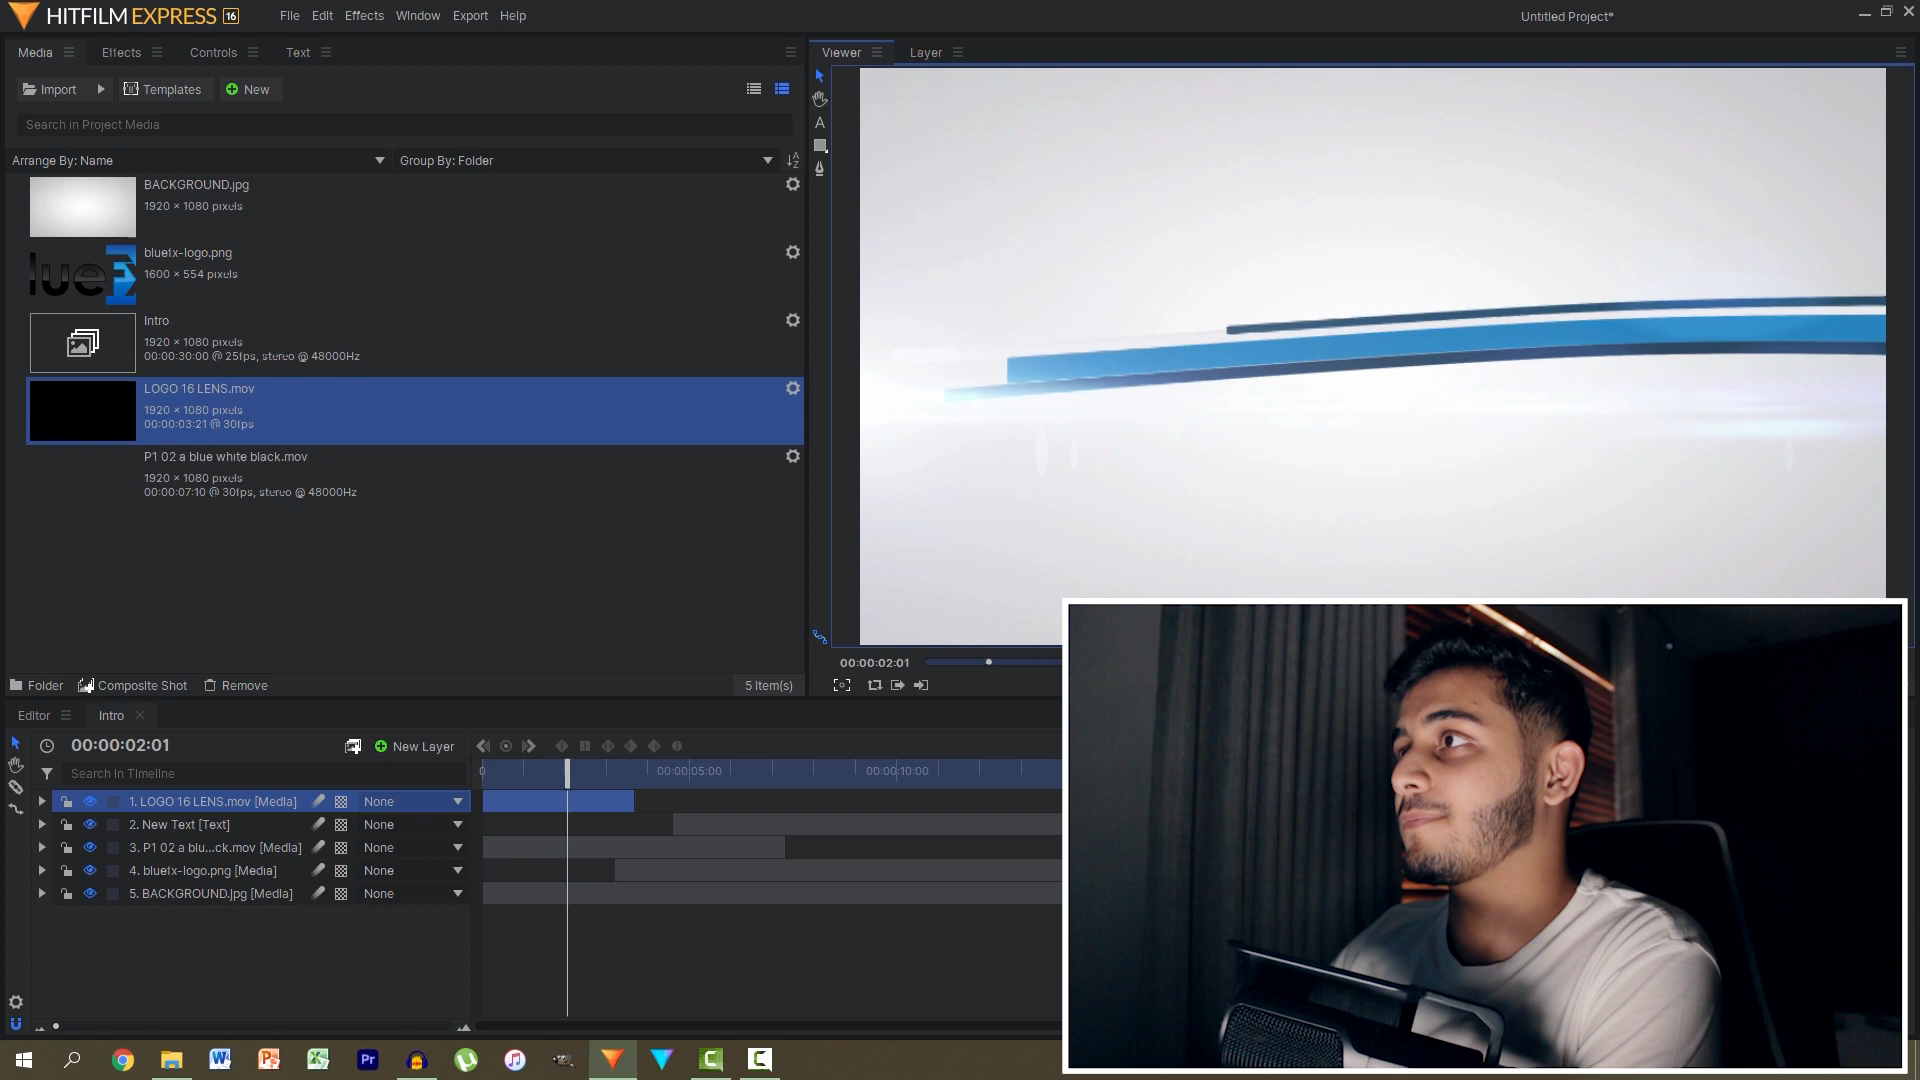 HITFILM EXPRESS 16
File Edit Effects Window Export Help
Untitled Project*
Media Effects Controls Text
Viewer Layer
Import Templates New
Search in Project Media
Arrange By: Name Group By: Folder
BACKGROUND.jpg
1920 × 1080 pixels
bluefx-logo.png
1600 × 554 pixels
lue
Intro
1920 × 1080 pixels
00:00:30:00 @ 25fps, stereo @ 48000Hz
LOGO 16 LENS.mov
1920 × 1080 pixels
00:00:03:21 @ 30fps
P1 02 a blue white black.mov
1920 × 1080 pixels
00:00:07:10 @ 30fps, stereo @ 48000Hz
00:00:02:01
Folder Composite Shot Remove 5 Item(s)
Editor Intro
00:00:02:01 New Layer
Search In Timeline
0 00:00:05:00 00:00:10:00
1. LOGO 16 LENS.mov [Media] None
2. New Text [Text] None
3. P1 02 a blu...ck.mov [Media] None
4. bluefx-logo.png [Media] None
5. BACKGROUND.jpg [Media] None
Pr